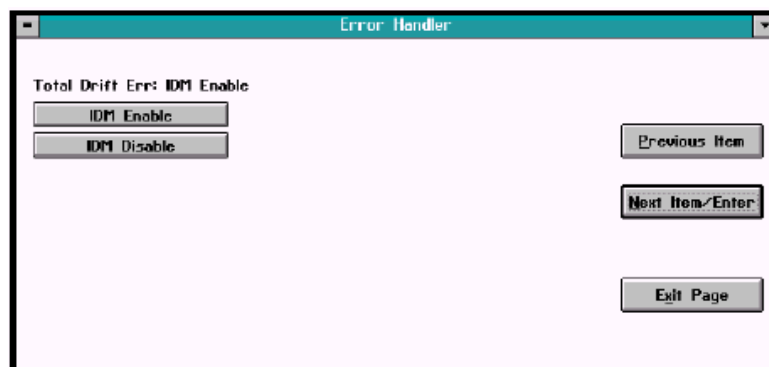 Error Handler
Total Drift Err: IDM Enable
IDM Enable
IDM Disable
Previous Item
Next Item/Enter
Exit Page